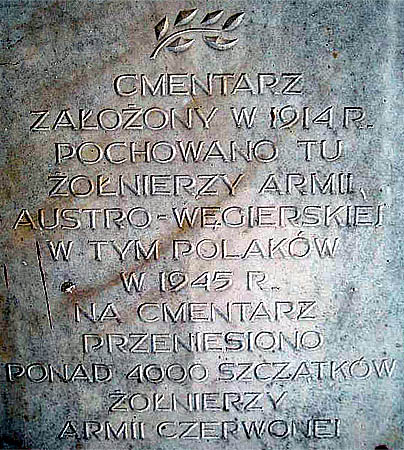 CMENTARZ
ZAŁOŻONY W 1914 R.
POCHOWANO TU
ŻOŁNIERZY ARMII
AUSTRO-WĘGIERSKIEJ
W TYM POLAKÓW
W 1945 R.
NA CMENTARZ
PRZENIESIONO
PONAD 4000 SZCZĄTKÓW
ŻOŁNIERZY
ARMII CZERWONEJ